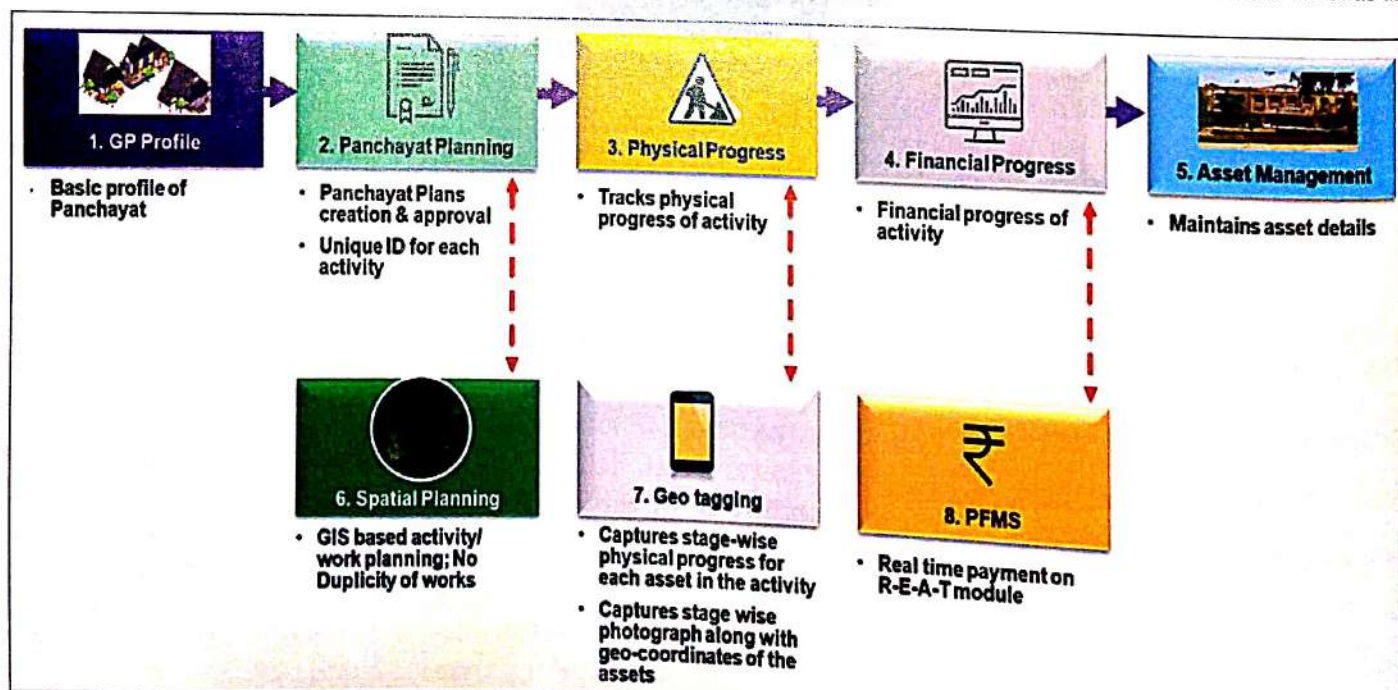 1. GP Profile
• Basic profile of
Panchayat
2. Panchayat Planning
• Panchayat Plans
creation & approval
• Unique ID for each
activity
3. Physical Progress
• Tracks physical
progress of activity
4. Financial Progress
• Financial progress of
activity
5. Asset Management
• Maintains asset details
6. Spatial Planning
• GIS based activity/
work planning; No
Duplicity of works
7. Geo tagging
• Captures stage-wise
physical progress for
each asset in the activity
• Captures stage wise
photograph along with
geo-coordinates of the
assets
₹
8. PFMS
• Real time payment on
R-E-A-T module